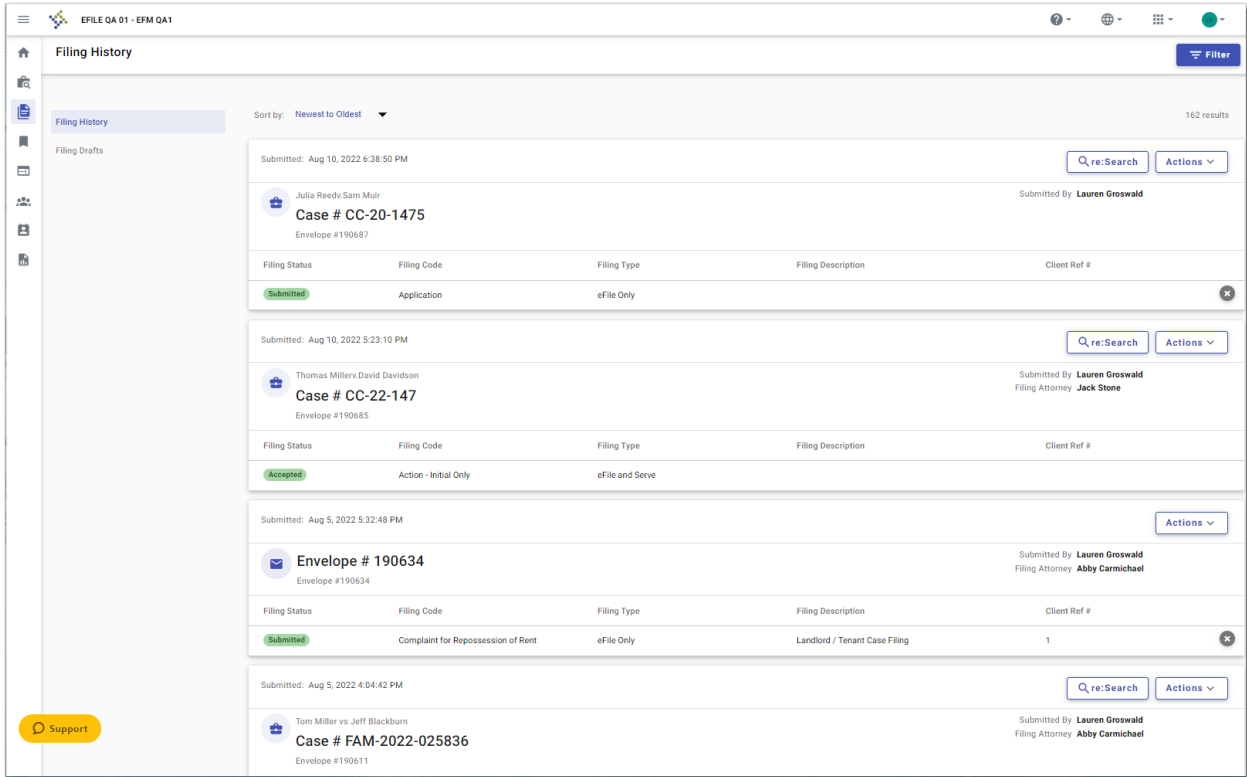 EFILE QA 01 - EFM QA1
Filing History
Filter
Filing History
Filing Drafts
Sort by: Newest to Oldest
162 results
Submitted: Aug 10, 2022 6:38:50 PM
re:Search Actions
Julia Reedv.Sam Muir
Submitted By Lauren Groswald
Case # CC-20-1475
Envelope #190687
Filing Status Filing Code Filing Type Filing Description Client Ref #
Submitted Application eFile Only
Submitted: Aug 10, 2022 5:23:10 PM
re:Search Actions
Thomas Millerv.David Davidson
Submitted By Lauren Groswald
Filing Attorney Jack Stone
Case # CC-22-147
Envelope #190685
Filing Status Filing Code Filing Type Filing Description Client Ref #
Accepted Action - Initial Only eFile and Serve
Submitted: Aug 5, 2022 5:32:48 PM
Actions
Envelope # 190634
Submitted By Lauren Groswald
Filing Attorney Abby Carmichael
Envelope #190634
Filing Status Filing Code Filing Type Filing Description Client Ref #
Submitted Complaint for Repossession of Rent eFile Only Landlord / Tenant Case Filing 1
Submitted: Aug 5, 2022 4:04:42 PM
re:Search Actions
Tom Miller vs Jeff Blackburn
Submitted By Lauren Groswald
Filing Attorney Abby Carmichael
Case # FAM-2022-025836
Envelope #190611
Support